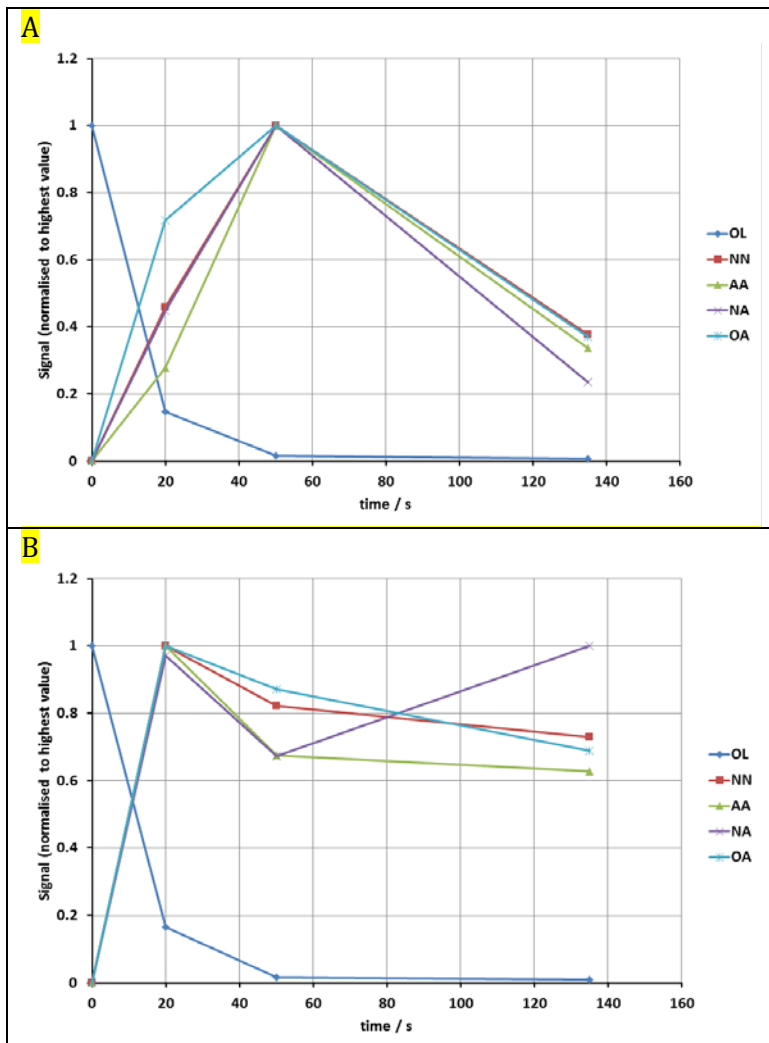 A
1.2
1
0.8
0.6
0.4
0.2
0
0 20 40 60 80 100 120 140 160
Signal (normalised to highest value)
time / s
OL
NN
AA
NA
OA
B
1.2
1
0.8
0.6
0.4
0.2
0
0 20 40 60 80 100 120 140 160
Signal (normalised to highest value)
time / s
OL
NN
AA
NA
OA